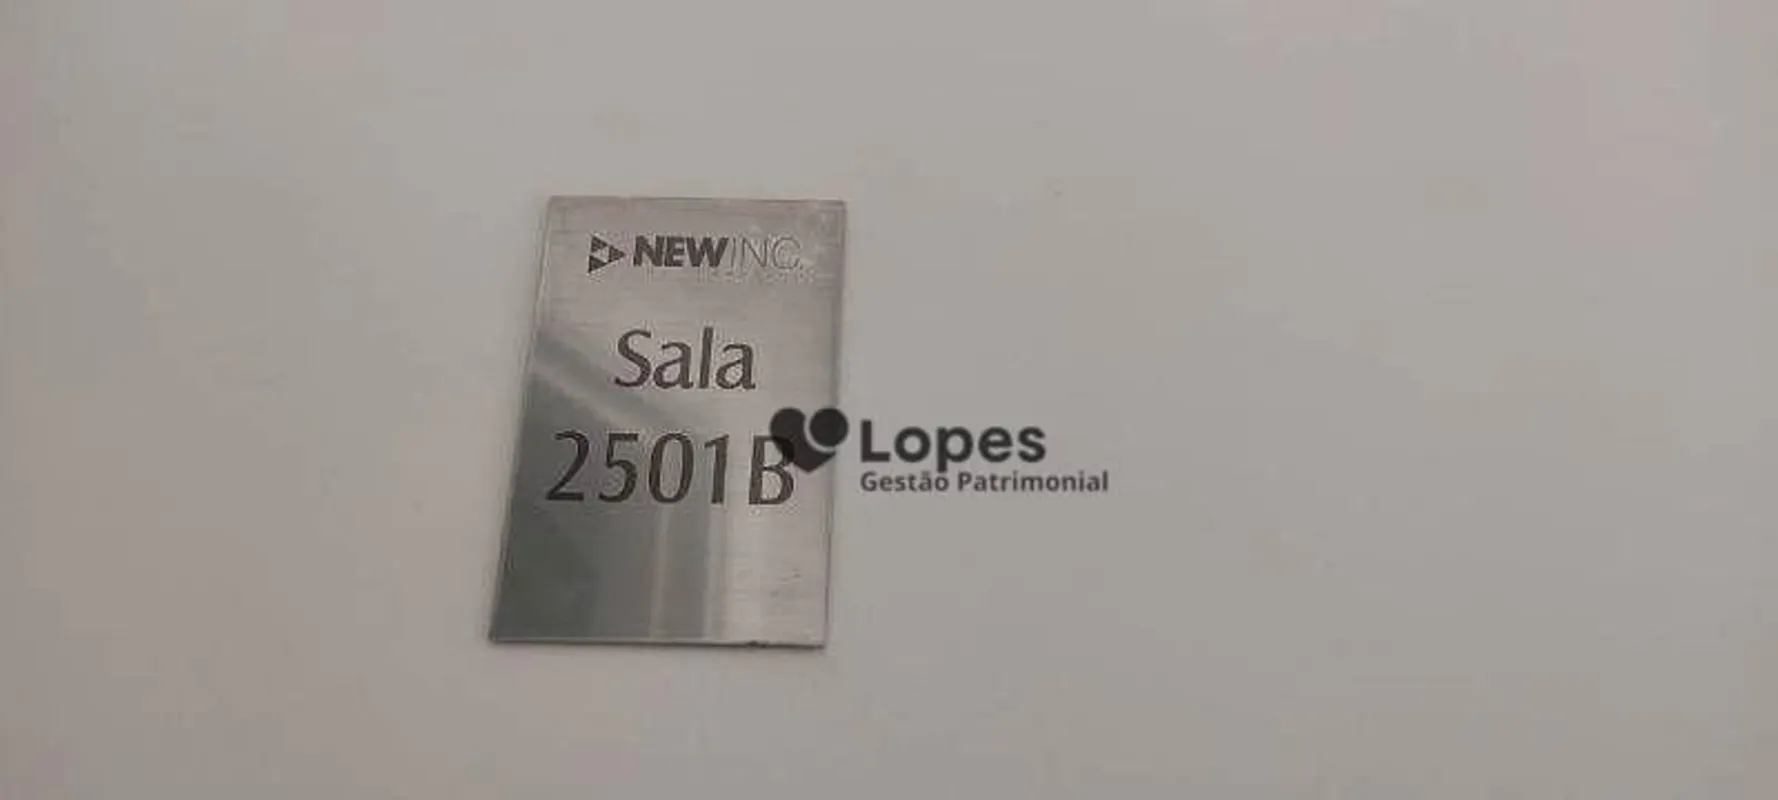 NEWINC.
Sala
2501B
Lopes
Gestão Patrimonial